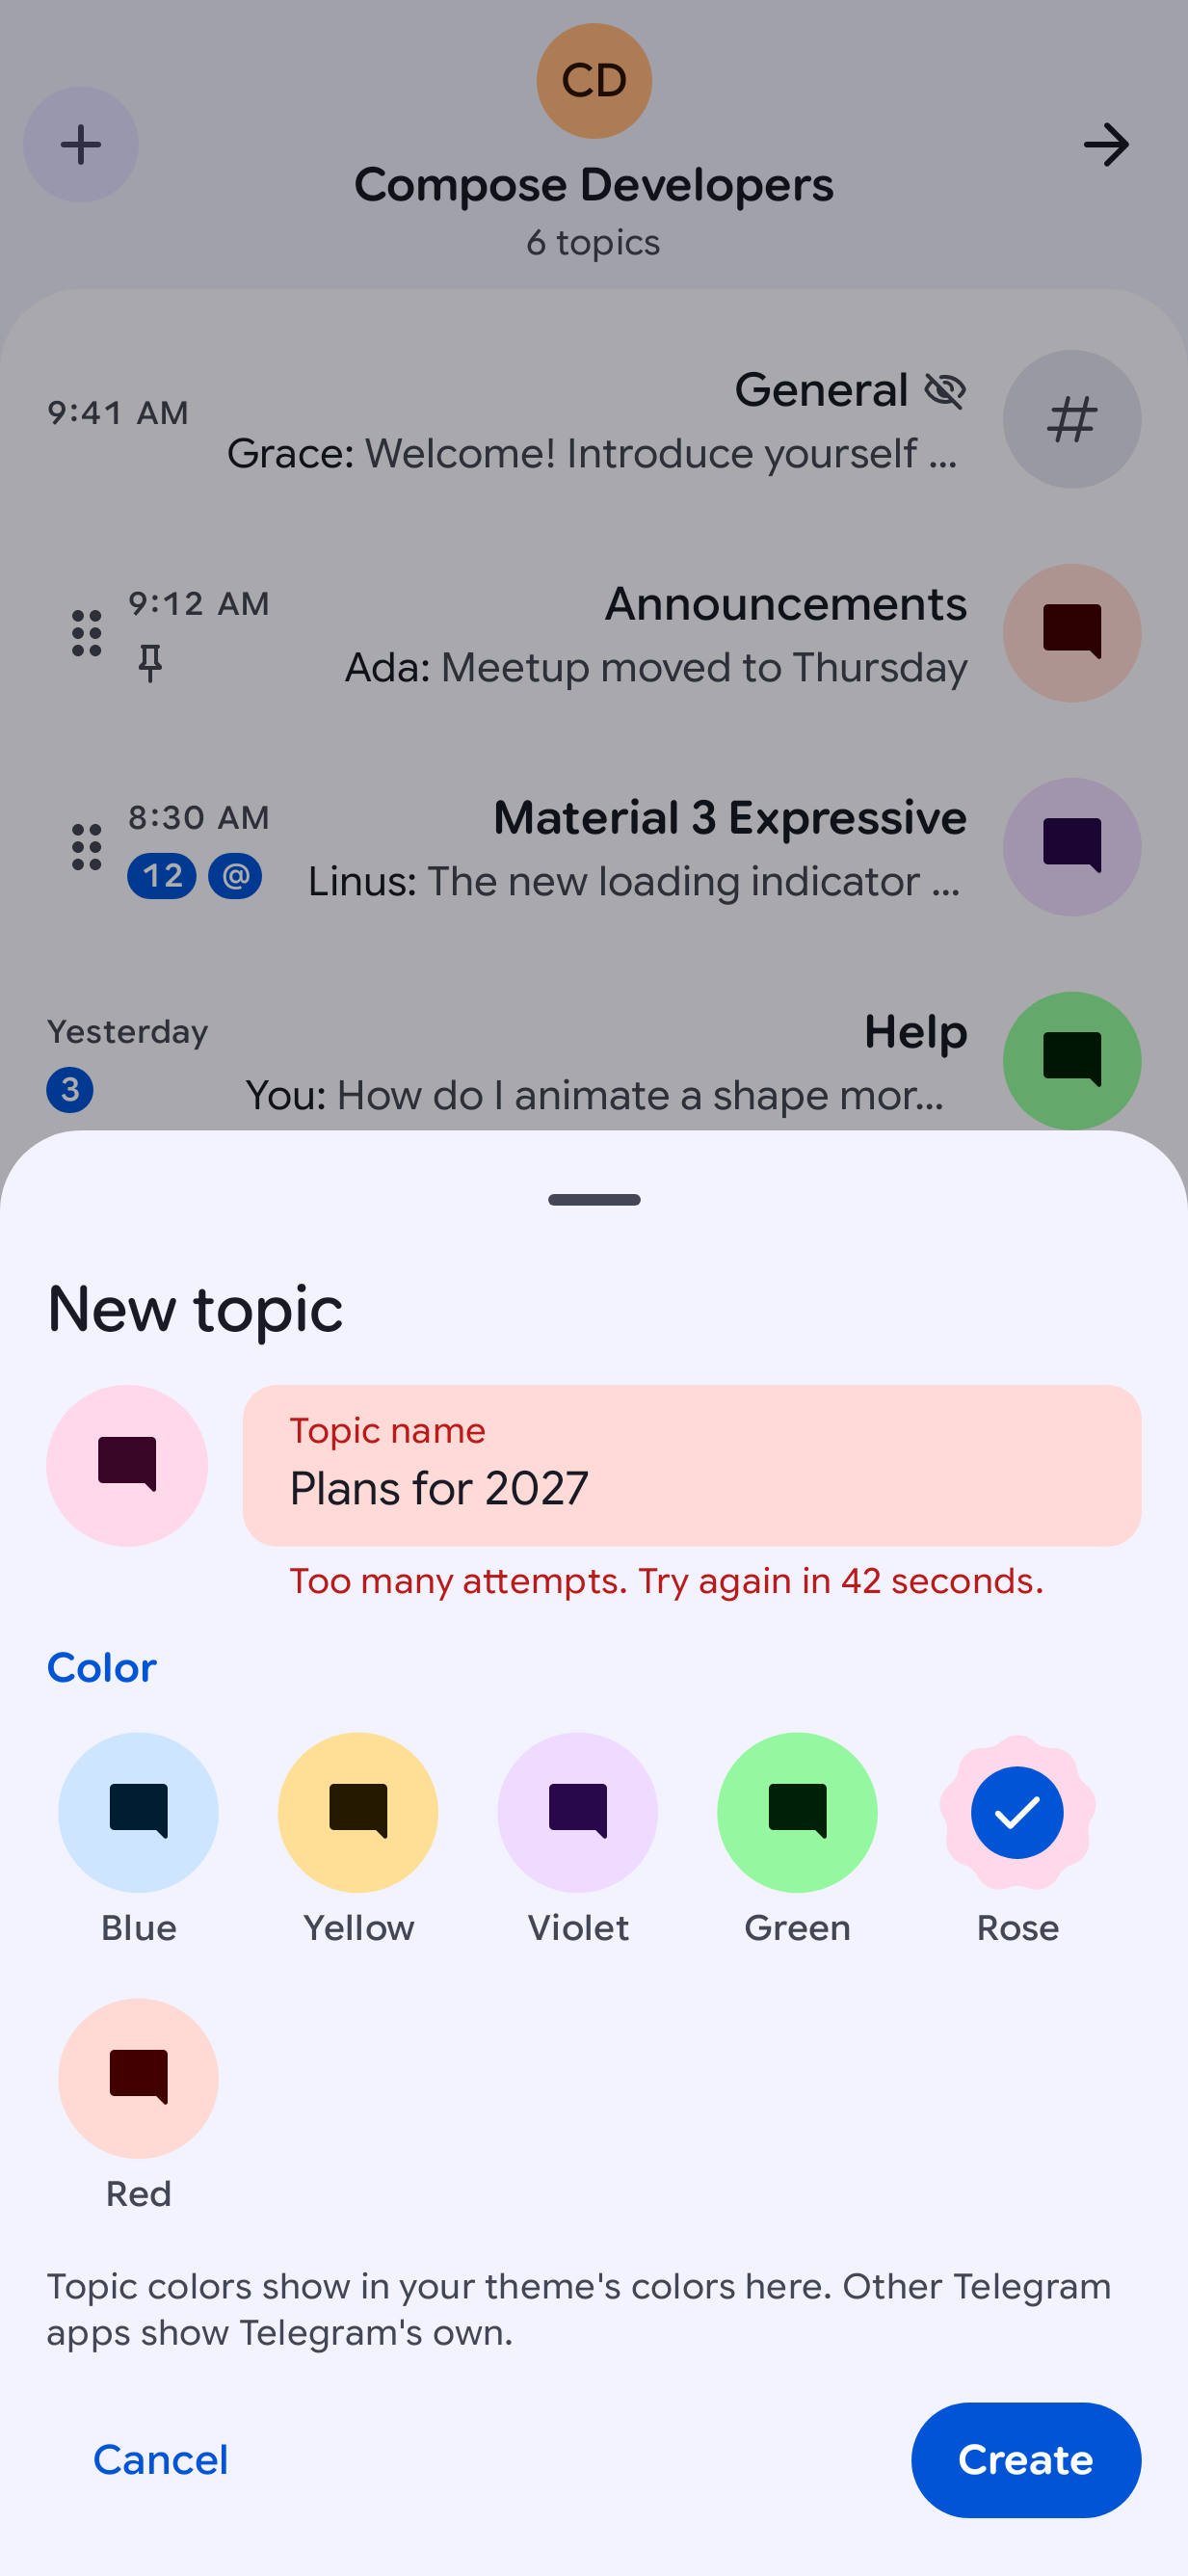 CD
Compose Developers
6 topics
9:41 AM
General
Grace: Welcome! Introduce yourself ...
9:12 AM
Announcements
Ada: Meetup moved to Thursday
8:30 AM
Material 3 Expressive
12 @
Linus: The new loading indicator ...
Yesterday
Help
3
You: How do I animate a shape mor...
New topic
Topic name
Plans for 2027
Too many attempts. Try again in 42 seconds.
Color
Blue
Yellow
Violet
Green
Rose
Red
Topic colors show in your theme's colors here. Other Telegram
apps show Telegram's own.
Cancel
Create